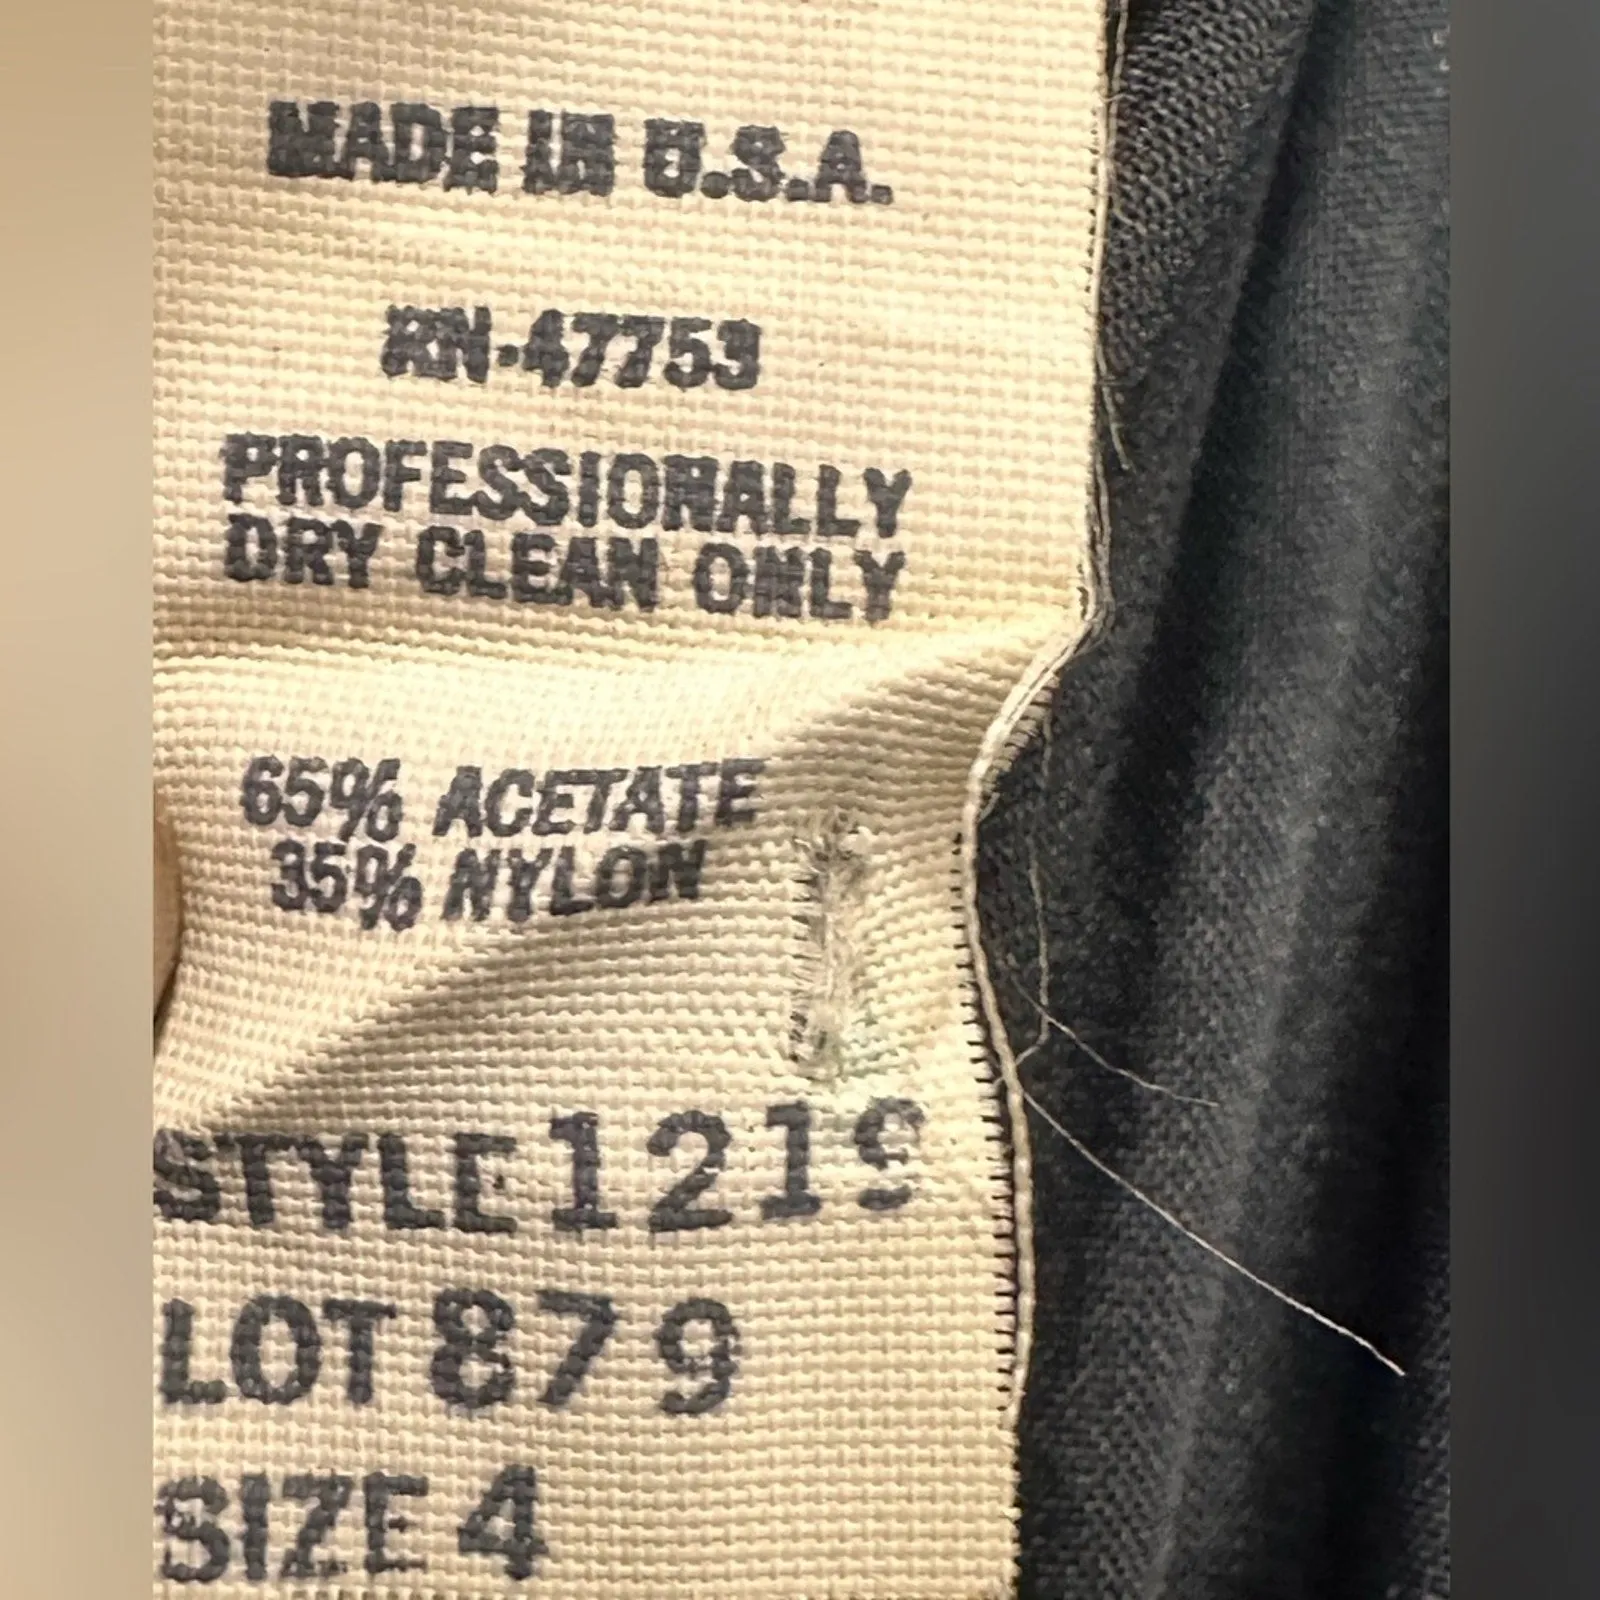 MADE IN U.S.A.
RN-47753
PROFESSIONALLY
DRY CLEAN ONLY
65% ACETATE
35% NYLON
STYLE 1219
LOT 879
SIZE 4